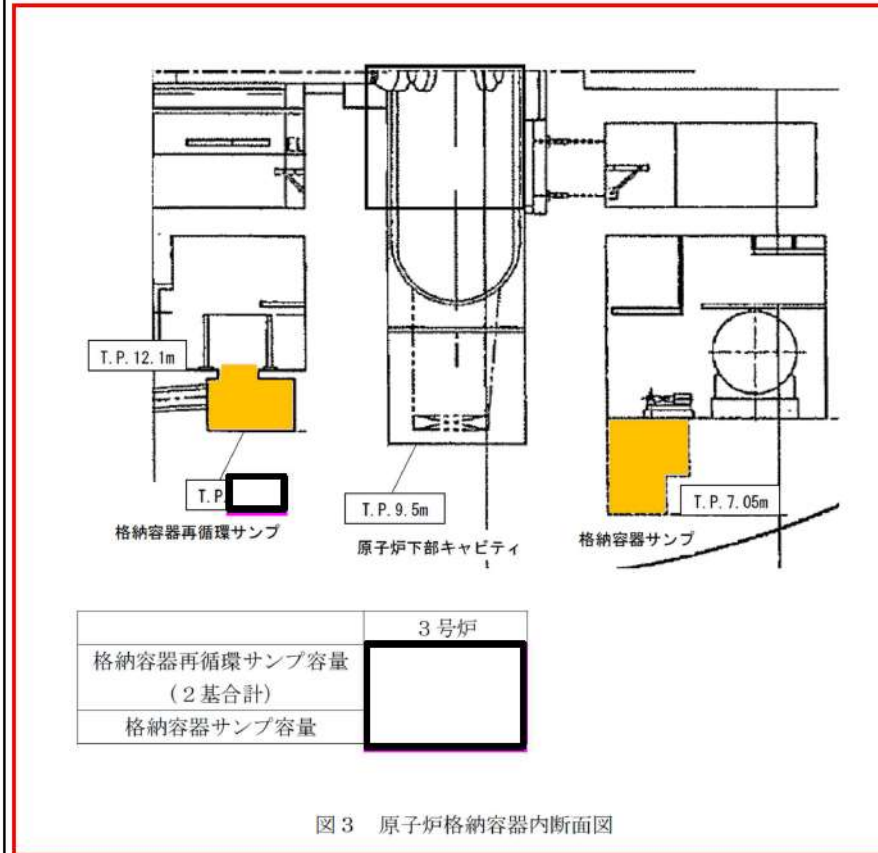 T.P.12.1m
T.P.
格納容器再循環サンプ
T.P.9.5m
原子炉下部キャビティ
T.P.7.05m
格納容器サンプ
3号炉
格納容器再循環サンプ容量
(2基合計)
格納容器サンプ容量
図3 原子炉格納容器内断面図